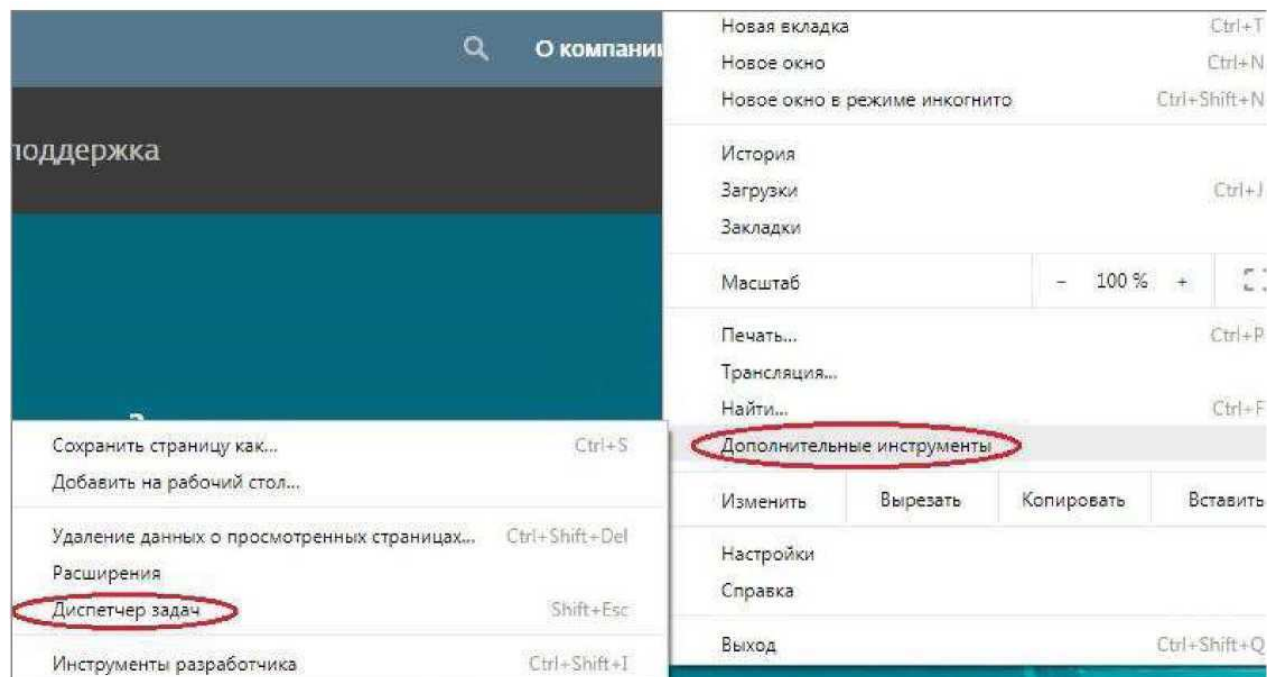 О компании
поддержка
Новая вкладка Ctrl+T
Новое окно Ctrl+N
Новое окно в режиме инкогнито Ctrl+Shift+N
История
Загрузки Ctrl+J
Закладки
Масштаб - 100 % +
Печать... Ctrl+P
Трансляция...
Найти... Ctrl+F
Дополнительные инструменты
Изменить Вырезать Копировать Вставить
Настройки
Справка
Выход Ctrl+Shift+Q
Сохранить страницу как... Ctrl+S
Добавить на рабочий стол...
Удаление данных о просмотренных страницах... Ctrl+Shift+Del
Расширения
Диспетчер задач Shift+Esc
Инструменты разработчика Ctrl+Shift+I